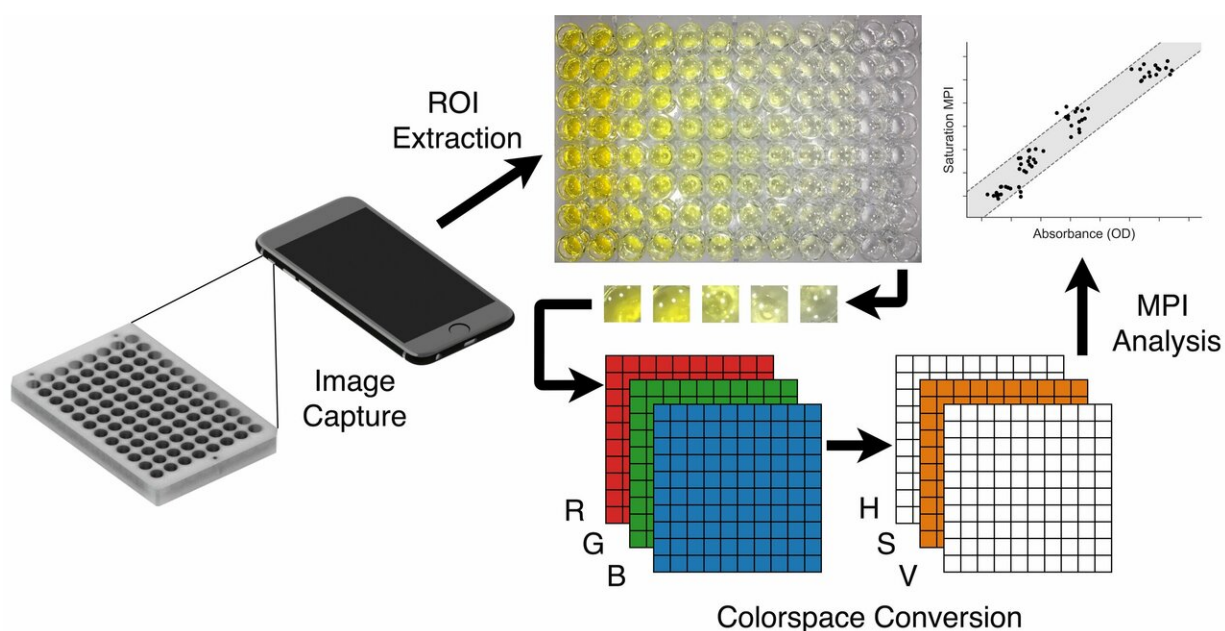 ROI
Extraction
Image
Capture
R
G
B
H
S
V
Colorspace Conversion
MPI
Analysis
Saturation MPI
Absorbance (OD)